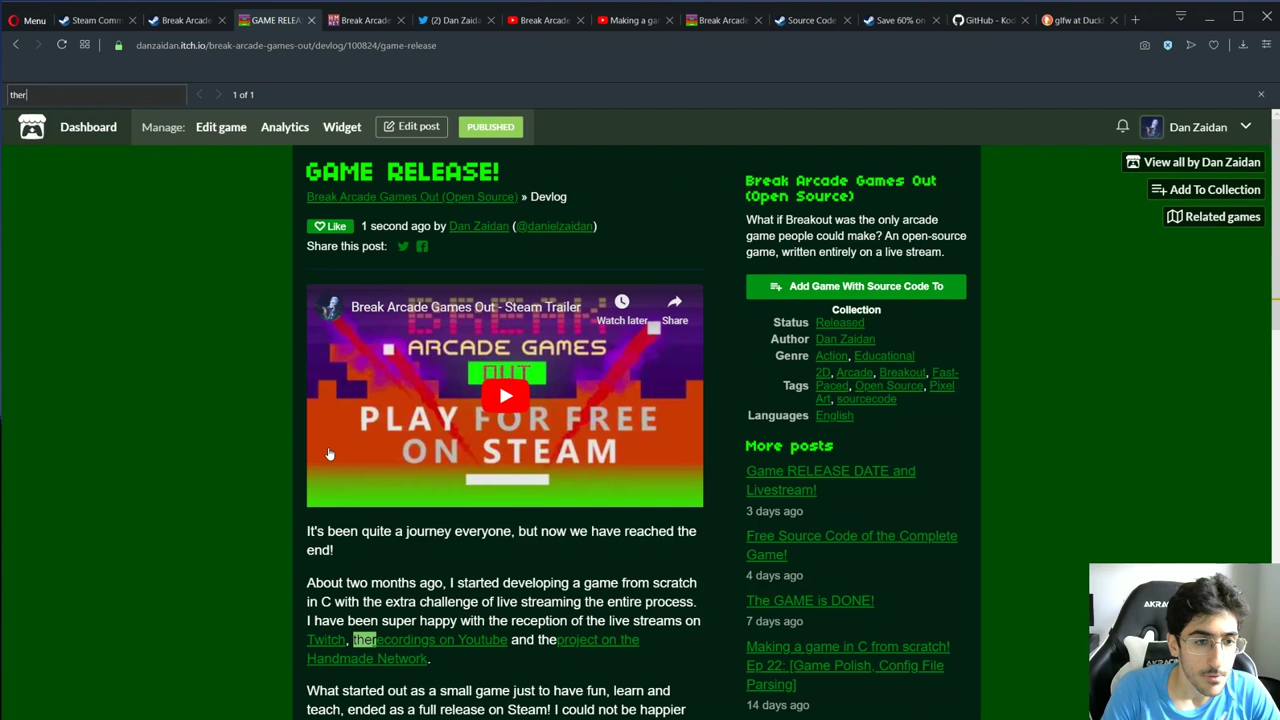 Menu
Steam Comm
Break Arcade
GAME RELEA
Break Arcade
(2) Dan Zaida
Break Arcade
Making a gam
Break Arcade
Source Code
Save 60% on
GitHub - Kod
glfw at Duckl
danzaidan.itch.io/break-arcade-games-out/devlog/100824/game-release
ther
1 of 1
Dashboard
Manage:
Edit game
Analytics
Widget
Edit post
PUBLISHED
Dan Zaidan
View all by Dan Zaidan
Add To Collection
Related games
GAME RELEASE!
Break Arcade Games Out (Open Source) » Devlog
Like
1 second ago by Dan Zaidan (@danielzaidan)
Share this post:
Break Arcade Games Out - Steam Trailer
Watch later
Share
BREAK
ARCADE GAMES
OUT
PLAY FOR FREE
ON STEAM
It's been quite a journey everyone, but now we have reached the
end!
About two months ago, I started developing a game from scratch
in C with the extra challenge of live streaming the entire process.
I have been super happy with the reception of the live streams on
Twitch, therecordings on Youtube and theproject on the
Handmade Network.
What started out as a small game just to have fun, learn and
teach, ended as a full release on Steam! I could not be happier
Break Arcade Games Out
(Open Source)
What if Breakout was the only arcade
game people could make? An open-source
game, written entirely on a live stream.
Add Game With Source Code To
Collection
Status Released
Author Dan Zaidan
Genre Action, Educational
Tags 2D, Arcade, Breakout, Fast-
Paced, Open Source, Pixel
Art, sourcecode
Languages English
More posts
Game RELEASE DATE and
Livestream!
3 days ago
Free Source Code of the Complete
Game!
4 days ago
The GAME is DONE!
7 days ago
Making a game in C from scratch!
Ep 22: [Game Polish, Config File
Parsing]
14 days ago
AKRAC